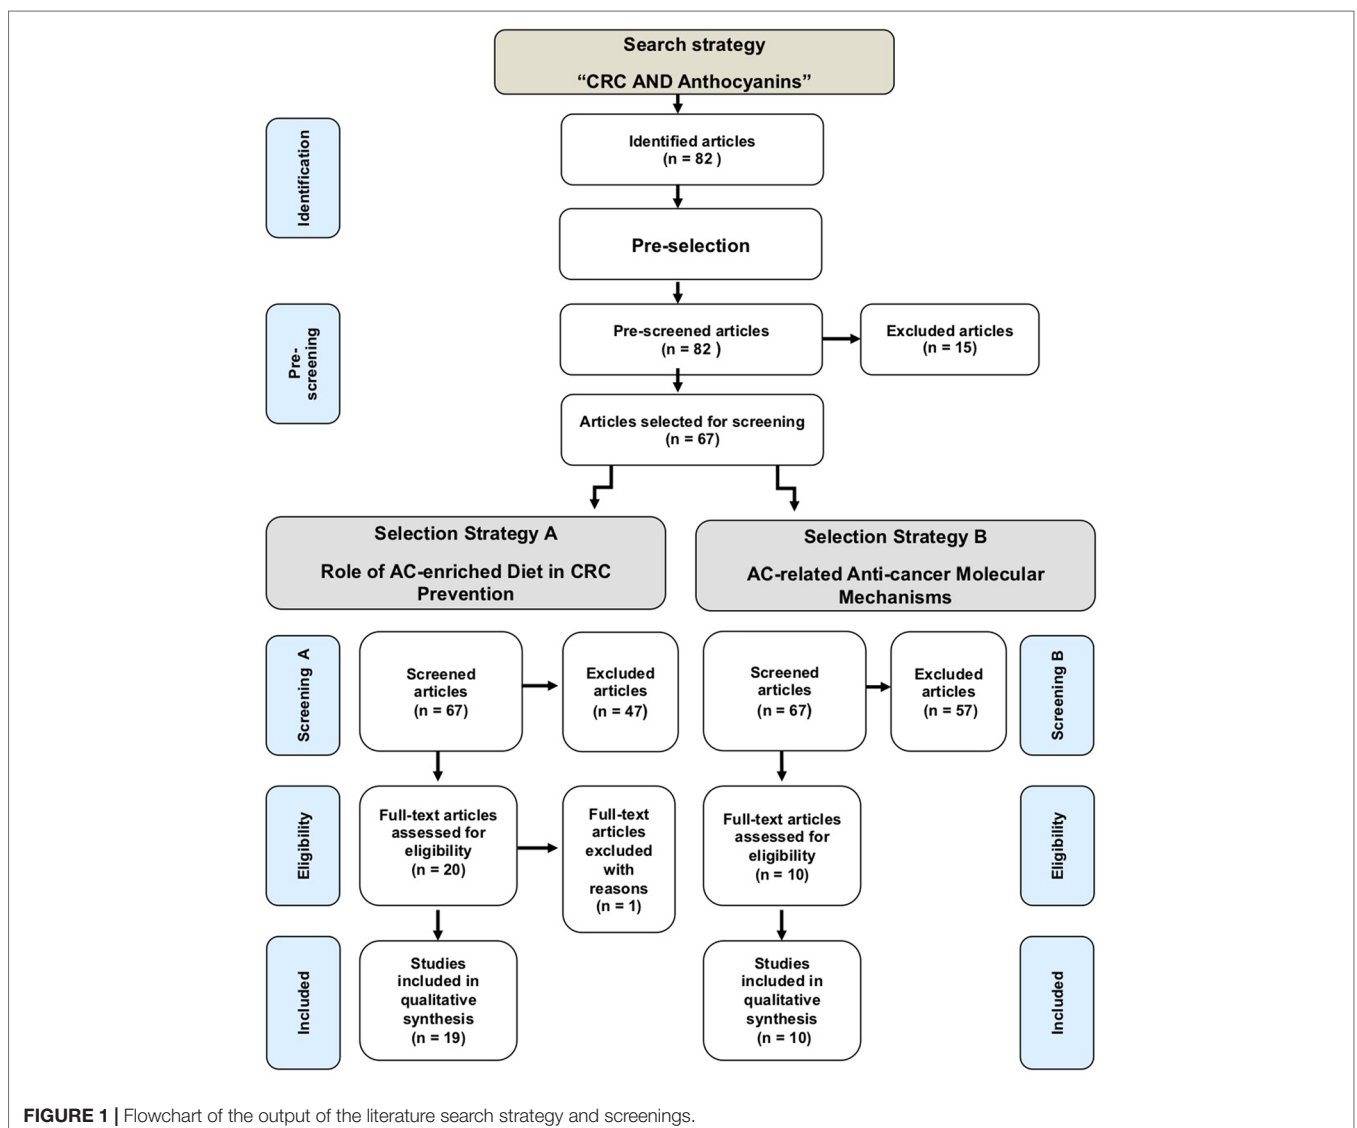 Search strategy
“CRC AND Anthocyanins”
Identification
Identified articles
(n = 82 )
Pre-selection
Pre-
screening
Pre-screened articles
(n = 82 )
Excluded articles
(n = 15)
Articles selected for screening
(n = 67)
Selection Strategy A
Role of AC-enriched Diet in CRC
Prevention
Selection Strategy B
AC-related Anti-cancer Molecular
Mechanisms
Screening A
Screened
articles
(n = 67)
Excluded
articles
(n = 47)
Screened
articles
(n = 67)
Excluded
articles
(n = 57)
Screening B
Eligibility
Full-text articles
assessed for
eligibility
(n = 20)
Full-text
articles
excluded
with
reasons
(n = 1)
Full-text articles
assessed for
eligibility
(n = 10)
Eligibility
Included
Studies
included in
qualitative
synthesis
(n = 19)
Studies
included in
qualitative
synthesis
(n = 10)
Included
FIGURE 1 | Flowchart of the output of the literature search strategy and screenings.